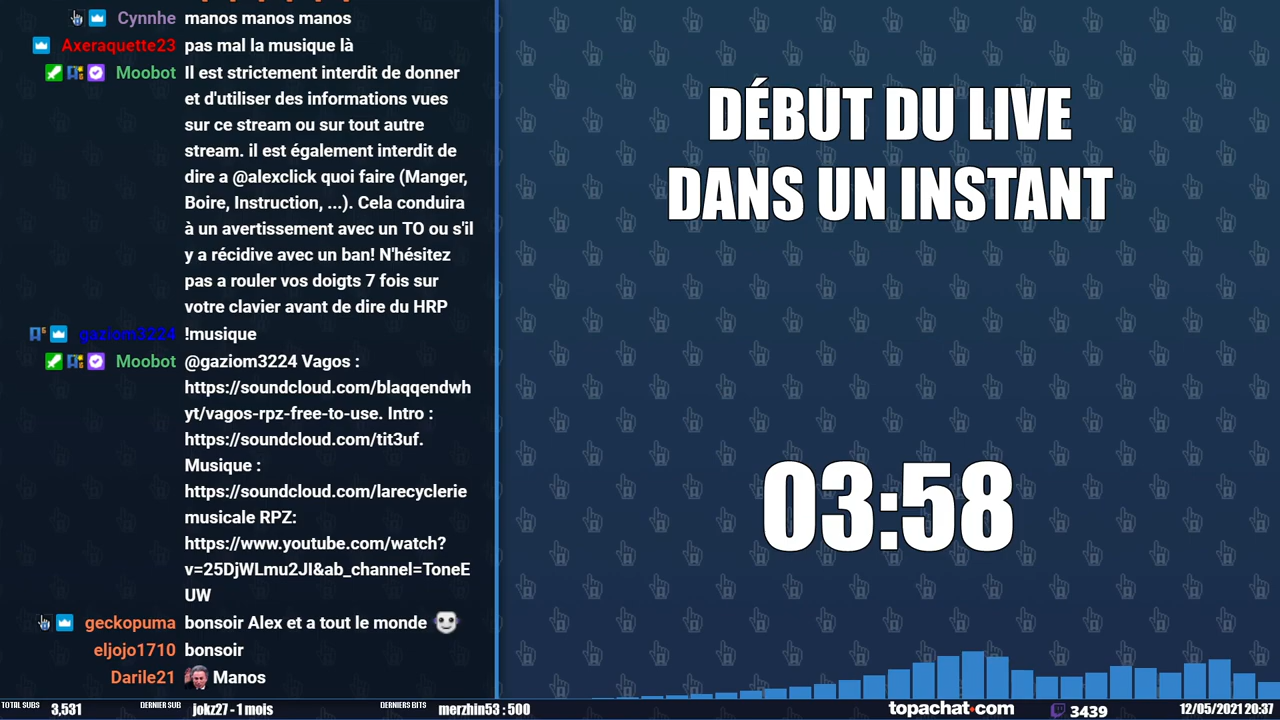 Cynnhe manos manos manos
Axeraquette23 pas mal la musique là
Moobot Il est strictement interdit de donner
et d'utiliser des informations vues
sur ce stream ou sur tout autre
stream. il est également interdit de
dire a @alexclick quoi faire (Manger,
Boire, Instruction, ...). Cela conduira
à un avertissement avec un TO ou s'il
y a récidive avec un ban! N'hésitez
pas a rouler vos doigts 7 fois sur
votre clavier avant de dire du HRP
gaziom3224 !musique
Moobot @gaziom3224 Vagos :
https://soundcloud.com/blaqqendwh
yt/vagos-rpz-free-to-use. Intro :
https://soundcloud.com/tit3uf.
Musique :
https://soundcloud.com/larecyclerie
musicale RPZ:
https://www.youtube.com/watch?
v=25DjWLmu2JI&ab_channel=ToneE
UW
geckopuma bonsoir Alex et a tout le monde
eljojo1710 bonsoir
Darile21 Manos
DÉBUT DU LIVE
DANS UN INSTANT
03:58
TOTAL SUBS 3,531 DERNIER SUB jokz27 - 1 mois DERNIERS BITS merzhin53 : 500 topachat.com 3439 12/05/2021 20:37